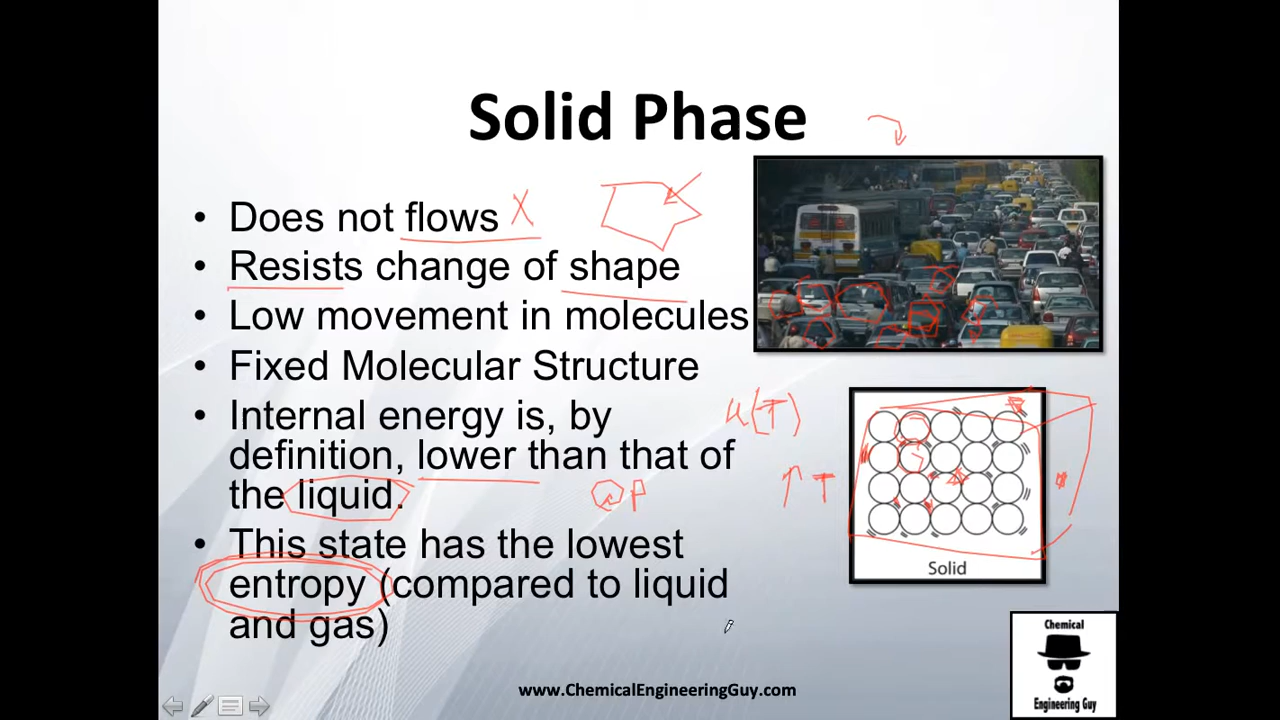 Solid Phase
• Does not flows X
• Resists change of shape
• Low movement in molecules
• Fixed Molecular Structure
• Internal energy is, by
definition, lower than that of
the liquid.
@P
• This state has the lowest
entropy (compared to liquid
and gas)
u(T)
↑ T
Solid
Chemical
Engineering Guy
www.ChemicalEngineeringGuy.com